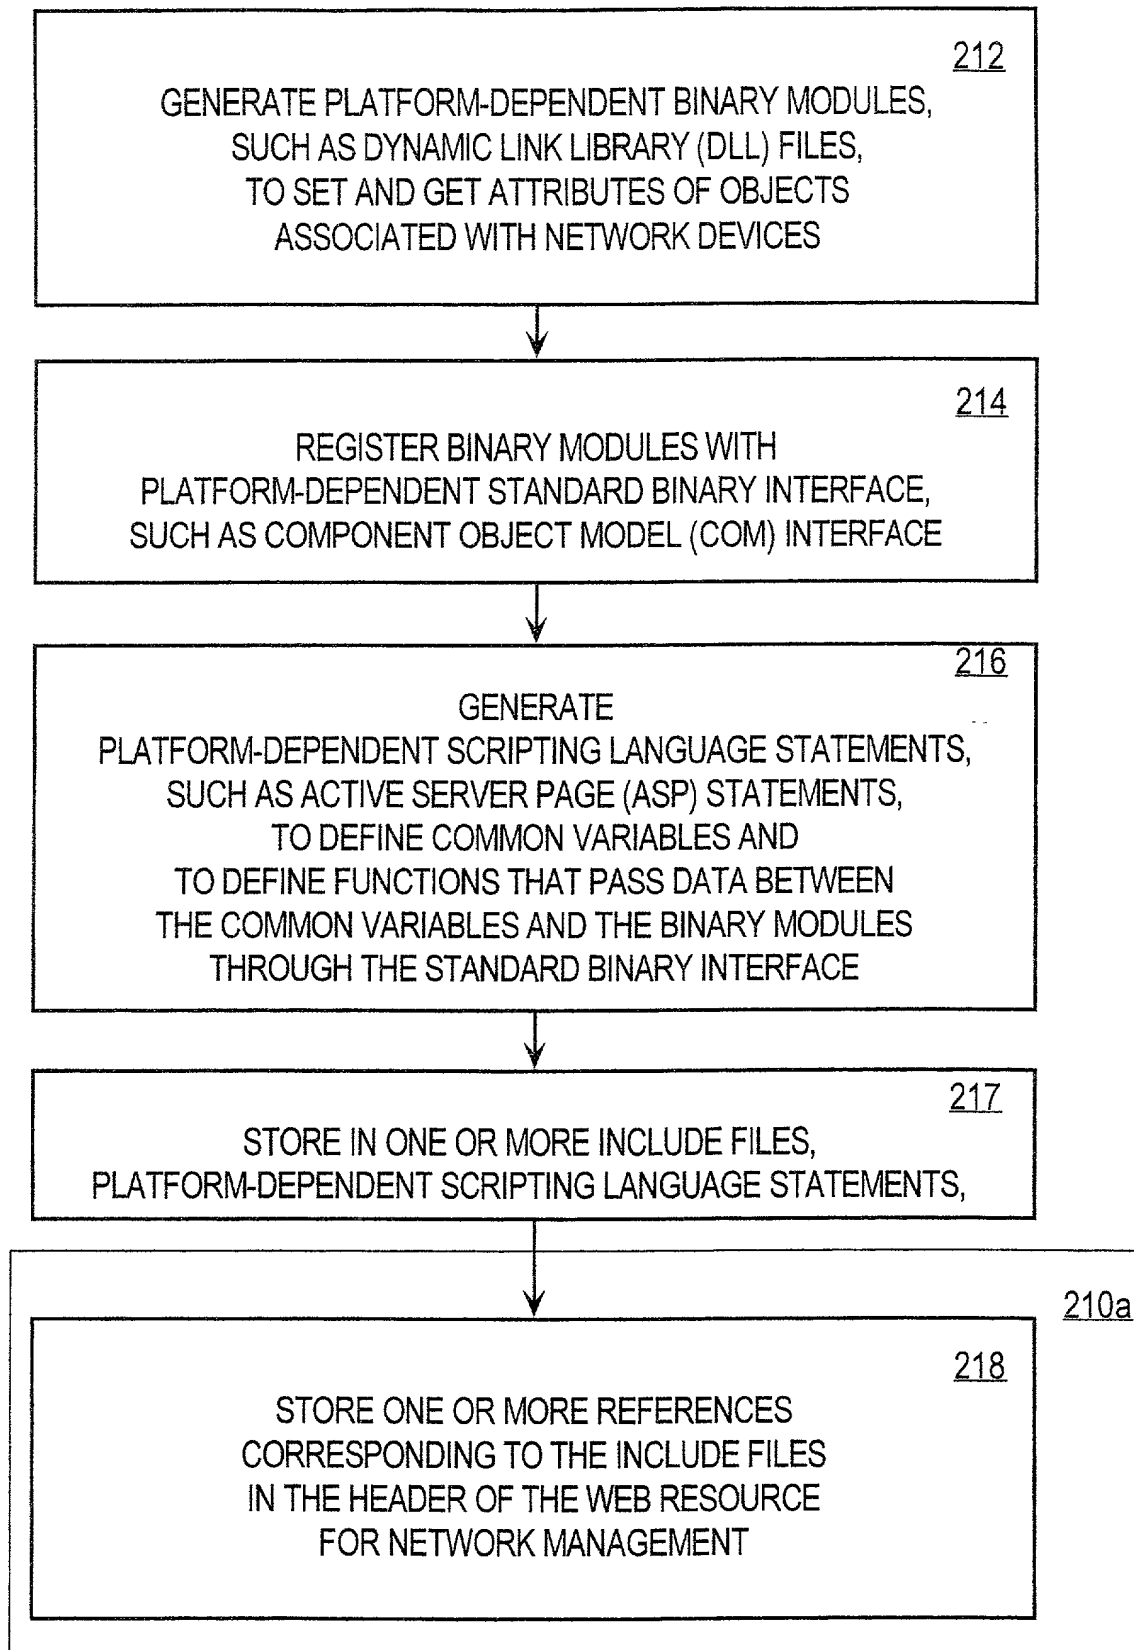 212
GENERATE PLATFORM-DEPENDENT BINARY MODULES,
SUCH AS DYNAMIC LINK LIBRARY (DLL) FILES,
TO SET AND GET ATTRIBUTES OF OBJECTS
ASSOCIATED WITH NETWORK DEVICES
214
REGISTER BINARY MODULES WITH
PLATFORM-DEPENDENT STANDARD BINARY INTERFACE,
SUCH AS COMPONENT OBJECT MODEL (COM) INTERFACE
216
GENERATE
PLATFORM-DEPENDENT SCRIPTING LANGUAGE STATEMENTS,
SUCH AS ACTIVE SERVER PAGE (ASP) STATEMENTS,
TO DEFINE COMMON VARIABLES AND
TO DEFINE FUNCTIONS THAT PASS DATA BETWEEN
THE COMMON VARIABLES AND THE BINARY MODULES
THROUGH THE STANDARD BINARY INTERFACE
217
STORE IN ONE OR MORE INCLUDE FILES,
PLATFORM-DEPENDENT SCRIPTING LANGUAGE STATEMENTS,
210a
218
STORE ONE OR MORE REFERENCES
CORRESPONDING TO THE INCLUDE FILES
IN THE HEADER OF THE WEB RESOURCE
FOR NETWORK MANAGEMENT